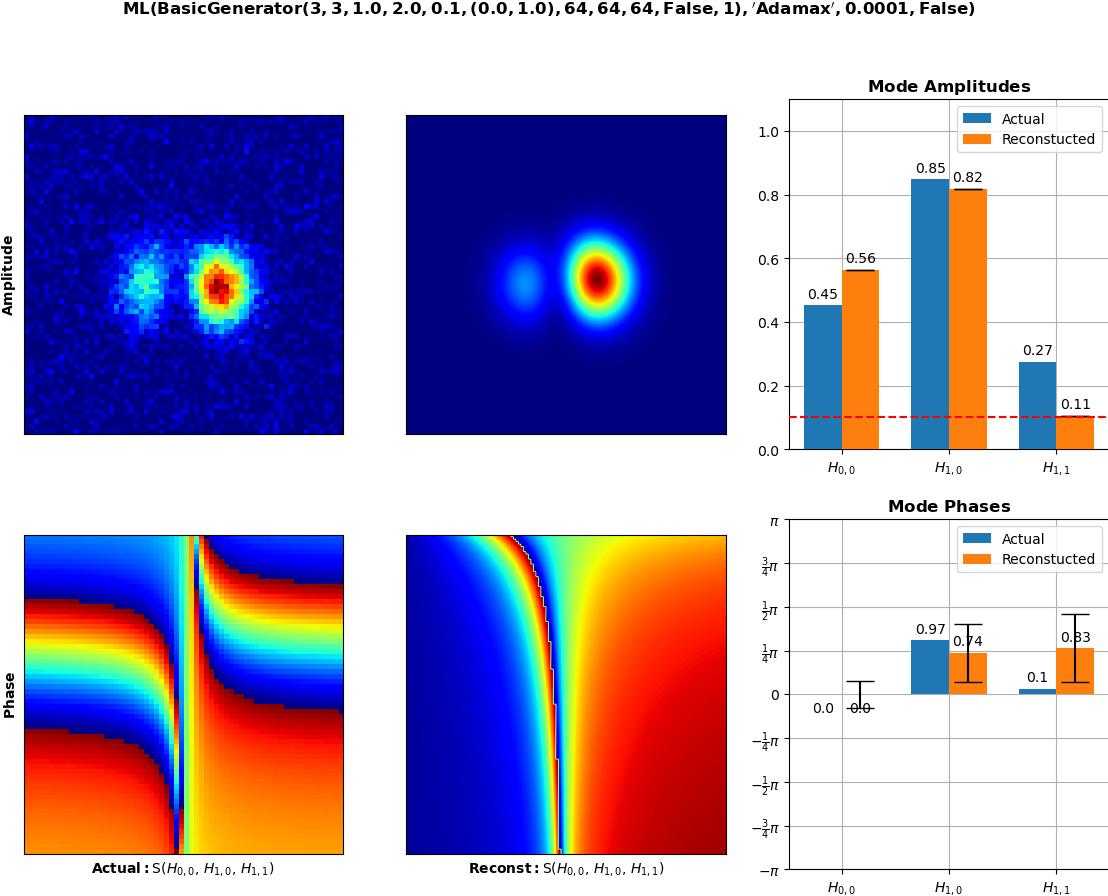 ML(BasicGenerator(3, 3, 1.0, 2.0, 0.1, (0.0, 1.0), 64, 64, 64, False, 1), ′Adamax′, 0.0001, False)
Amplitude
Mode Amplitudes
Actual
Reconstucted
1.0
0.8
0.6
0.4
0.2
0.0
0.45
0.56
0.85
0.82
0.27
0.11
H0,0
H1,0
H1,1
Phase
Actual: S(H0,0, H1,0, H1,1)
Reconst: S(H0,0, H1,0, H1,1)
Mode Phases
Actual
Reconstucted
π
3/4π
1/2π
1/4π
0
−1/4π
−1/2π
−3/4π
−π
0.0
0.0
0.97
0.74
0.1
0.83
H0,0
H1,0
H1,1